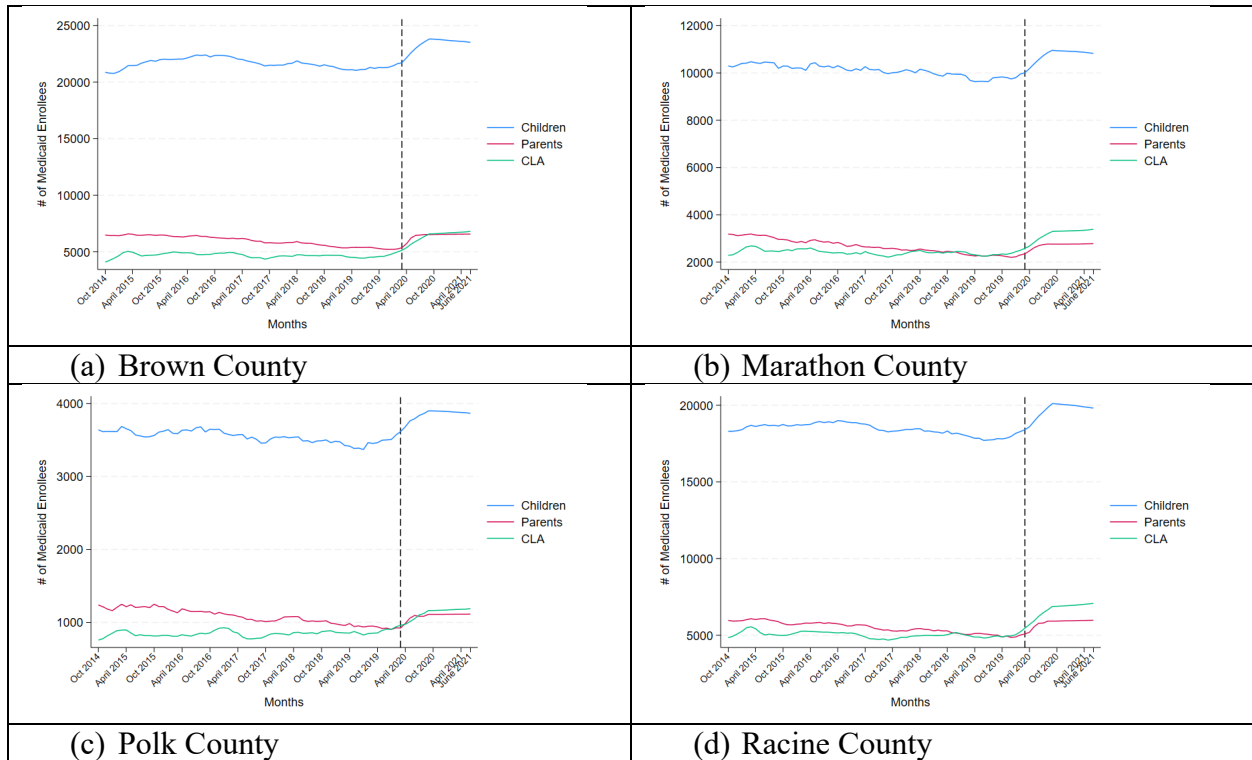 25000
20000
15000
10000
5000
# of Medicaid Enrollees
Oct 2014
April 2015
Oct 2015
April 2016
Oct 2016
April 2017
Oct 2017
April 2018
Oct 2018
April 2019
Oct 2019
April 2020
Oct 2020
April 2021
June 2021
Months
Children
Parents
CLA
(a) Brown County
12000
10000
8000
6000
4000
2000
# of Medicaid Enrollees
Oct 2014
April 2015
Oct 2015
April 2016
Oct 2016
April 2017
Oct 2017
April 2018
Oct 2018
April 2019
Oct 2019
April 2020
Oct 2020
April 2021
June 2021
Months
Children
Parents
CLA
(b) Marathon County
4000
3000
2000
1000
# of Medicaid Enrollees
Oct 2014
April 2015
Oct 2015
April 2016
Oct 2016
April 2017
Oct 2017
April 2018
Oct 2018
April 2019
Oct 2019
April 2020
Oct 2020
April 2021
June 2021
Months
Children
Parents
CLA
(c) Polk County
20000
15000
10000
5000
# of Medicaid Enrollees
Oct 2014
April 2015
Oct 2015
April 2016
Oct 2016
April 2017
Oct 2017
April 2018
Oct 2018
April 2019
Oct 2019
April 2020
Oct 2020
April 2021
June 2021
Months
Children
Parents
CLA
(d) Racine County